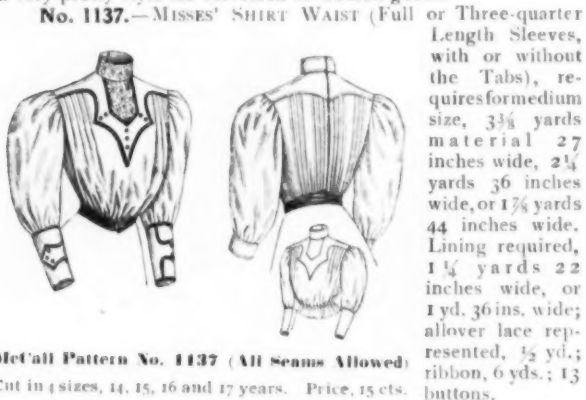 No. 1137.—MISSES' SHIRT WAIST (Full or Three-quarter
Length Sleeves,
with or without
the Tabs), re-
quires for medium
size, 3⅜ yards
material 27
inches wide, 2¼
yards 36 inches
wide, or 1⅞ yards
44 inches wide.
Lining required,
1¼ yards 22
inches wide, or
1 yd. 36 ins. wide;
allover lace rep-
resented, ½ yd.;
ribbon, 6 yds.; 13
buttons.
McCall Pattern No. 1137 (All Seams Allowed)
Cut in 4 sizes, 14, 15, 16 and 17 years. Price, 15 cts.